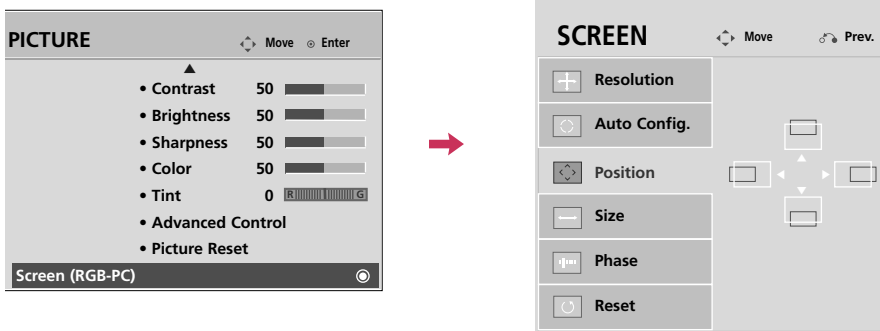 PICTURE
Move Enter
• Contrast 50
• Brightness 50
• Sharpness 50
• Color 50
• Tint 0 R G
• Advanced Control
• Picture Reset
Screen (RGB-PC)
SCREEN
Move Prev.
Resolution
Auto Config.
Position
Size
Phase
Reset